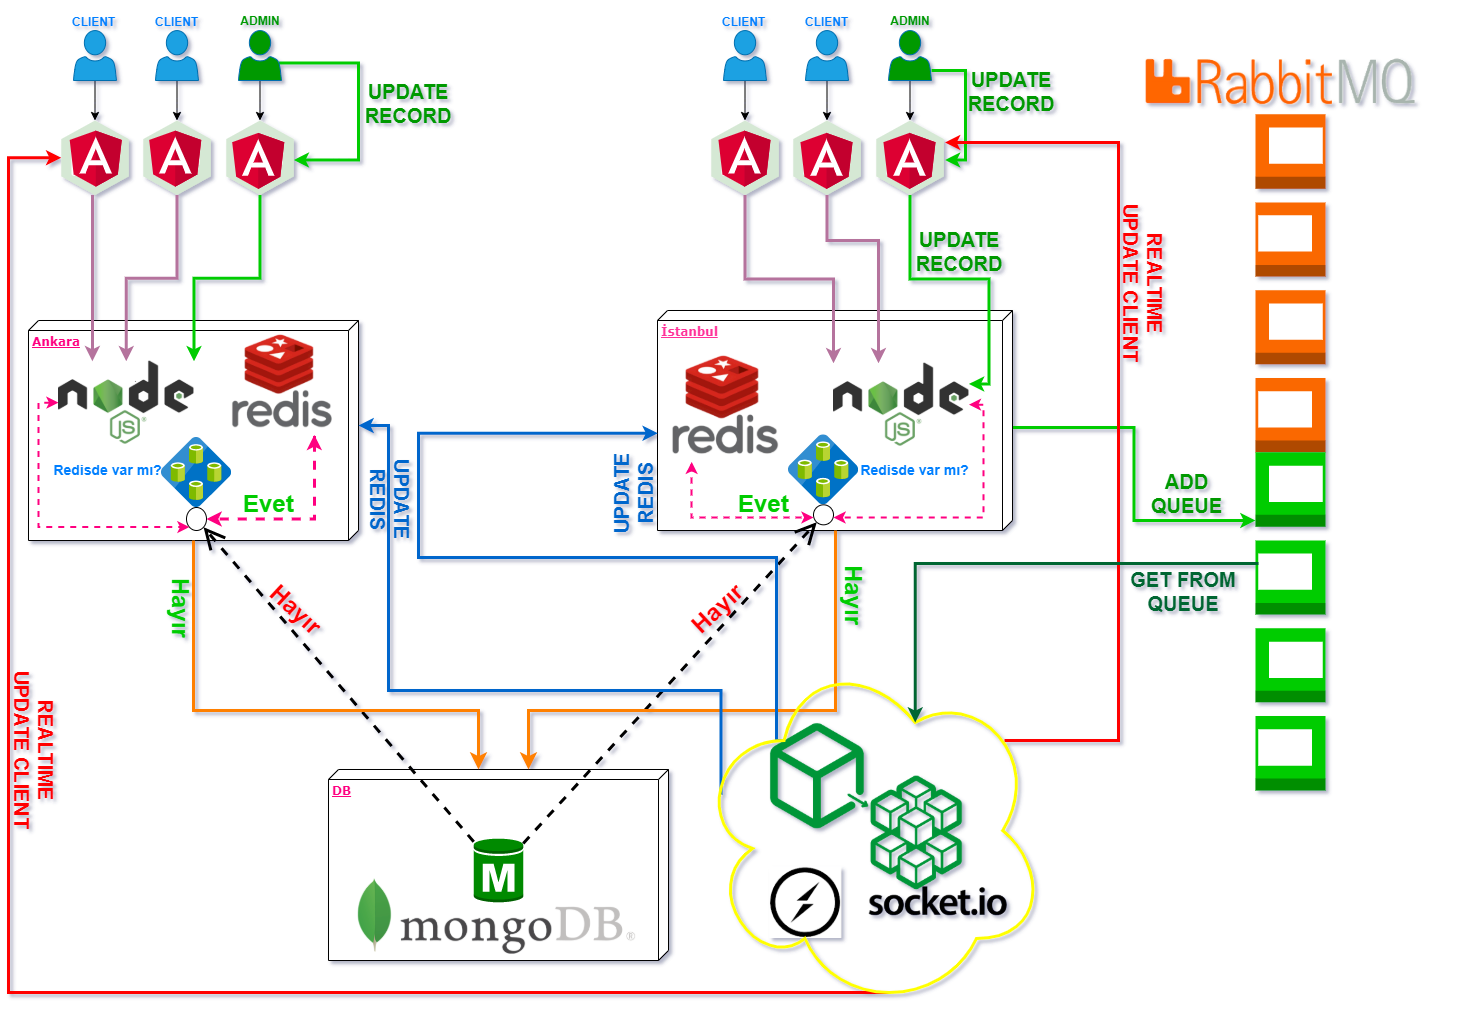 CLIENT
CLIENT
ADMIN
CLIENT
CLIENT
ADMIN
UPDATE
RECORD
UPDATE
RECORD
RabbitMQ
UPDATE
RECORD
REALTIME
UPDATE CLIENT
Ankara
redis
node
JS
Redisde var mı?
Evet
İstanbul
redis
node
JS
Redisde var mı?
Evet
UPDATE
REDIS
UPDATE
REDIS
ADD
QUEUE
GET FROM
QUEUE
Hayır
Hayır
Hayır
Hayır
REALTIME
UPDATE CLIENT
DB
M
mongoDB®
socket.io